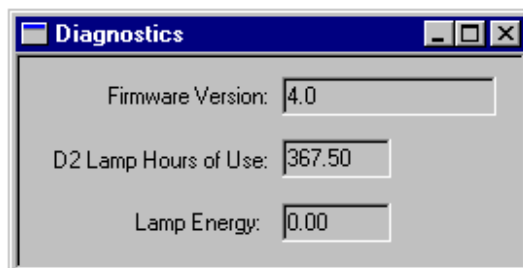 Diagnostics
Firmware Version: 4.0
D2 Lamp Hours of Use: 367.50
Lamp Energy: 0.00